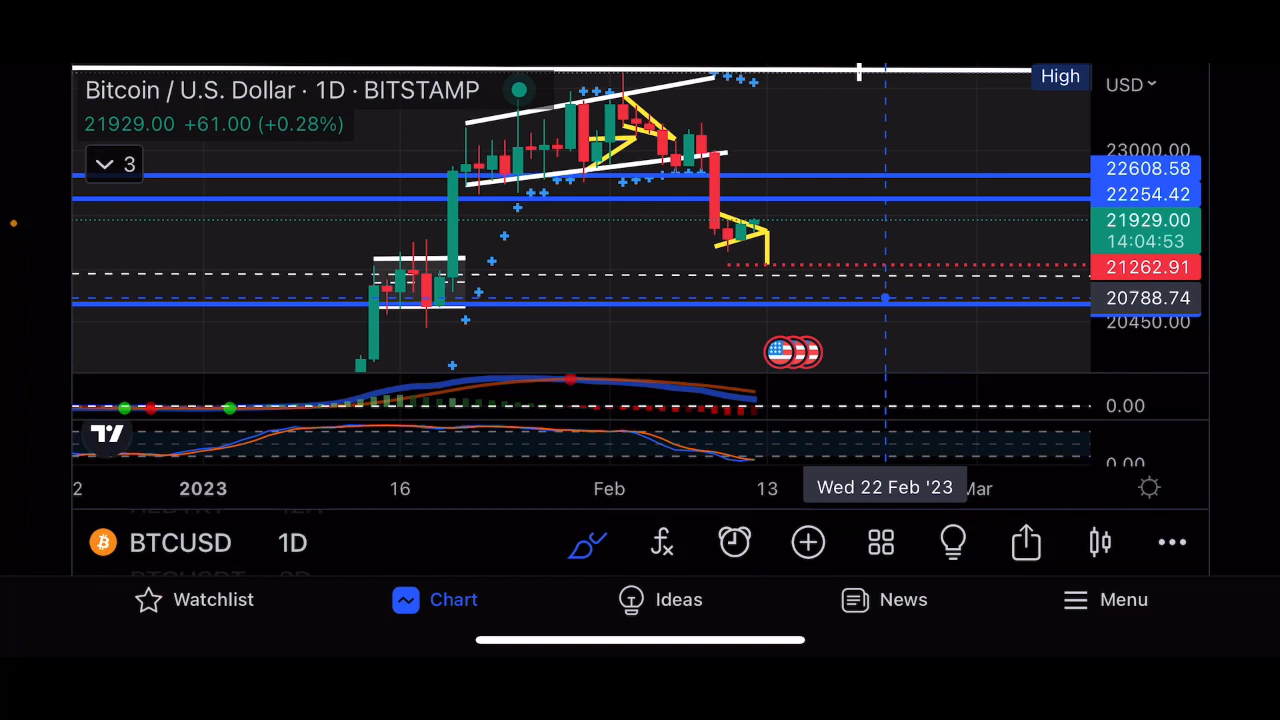 Bitcoin / U.S. Dollar · 1D · BITSTAMP
21929.00 +61.00 (+0.28%)
3
High
USD
23000.00
22608.58
22254.42
21929.00
14:04:53
21262.91
20788.74
20450.00
0.00
0.00
2 2023 16 Feb 13 Wed 22 Feb '23 Mar
BTCUSD 1D
Watchlist Chart Ideas News Menu